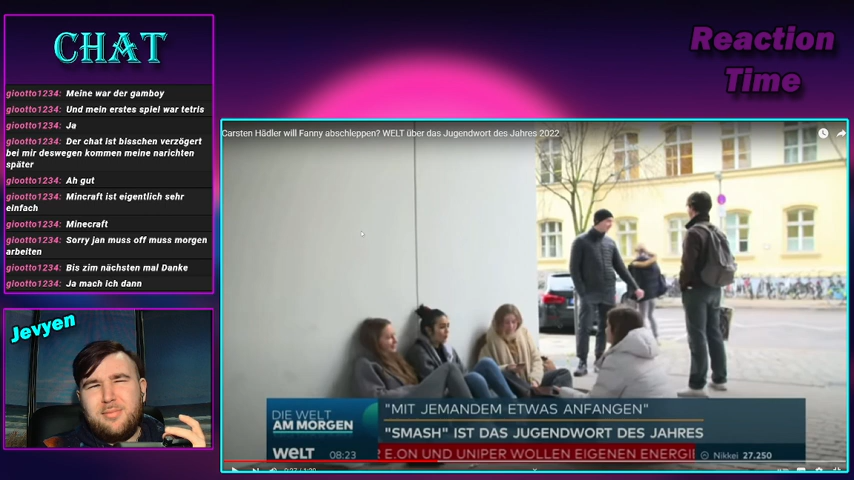 CHAT
Reaction
Time
giootto1234: Meine war der gamboy
giootto1234: Und mein erstes spiel war tetris
giootto1234: Ja
giootto1234: Der chat ist bisschen verzögert
bei mir deswegen kommen meine narichten
später
giootto1234: Ah gut
giootto1234: Mincraft ist eigentlich sehr
einfach
giootto1234: Minecraft
giootto1234: Sorry jan muss off muss morgen
arbeiten
giootto1234: Bis zim nächsten mal Danke
giootto1234: Ja mach ich dann
Jevyen
Carsten Hädler will Fanny abschleppen? WELT über das Jugendwort des Jahres 2022
DIE WELT
AM MORGEN
"MIT JEMANDEM ETWAS ANFANGEN"
"SMASH" IST DAS JUGENDWORT DES JAHRES
welt 08:23
E.ON UND UNIPER WOLLEN EIGENEN ENERGI
Nikkei 27.250